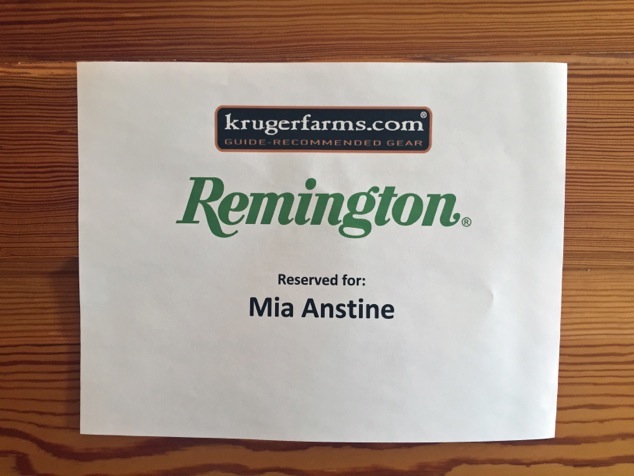 krugerfarms.com®
GUIDE-RECOMMENDED GEAR
Remington®
Reserved for:
Mia Anstine